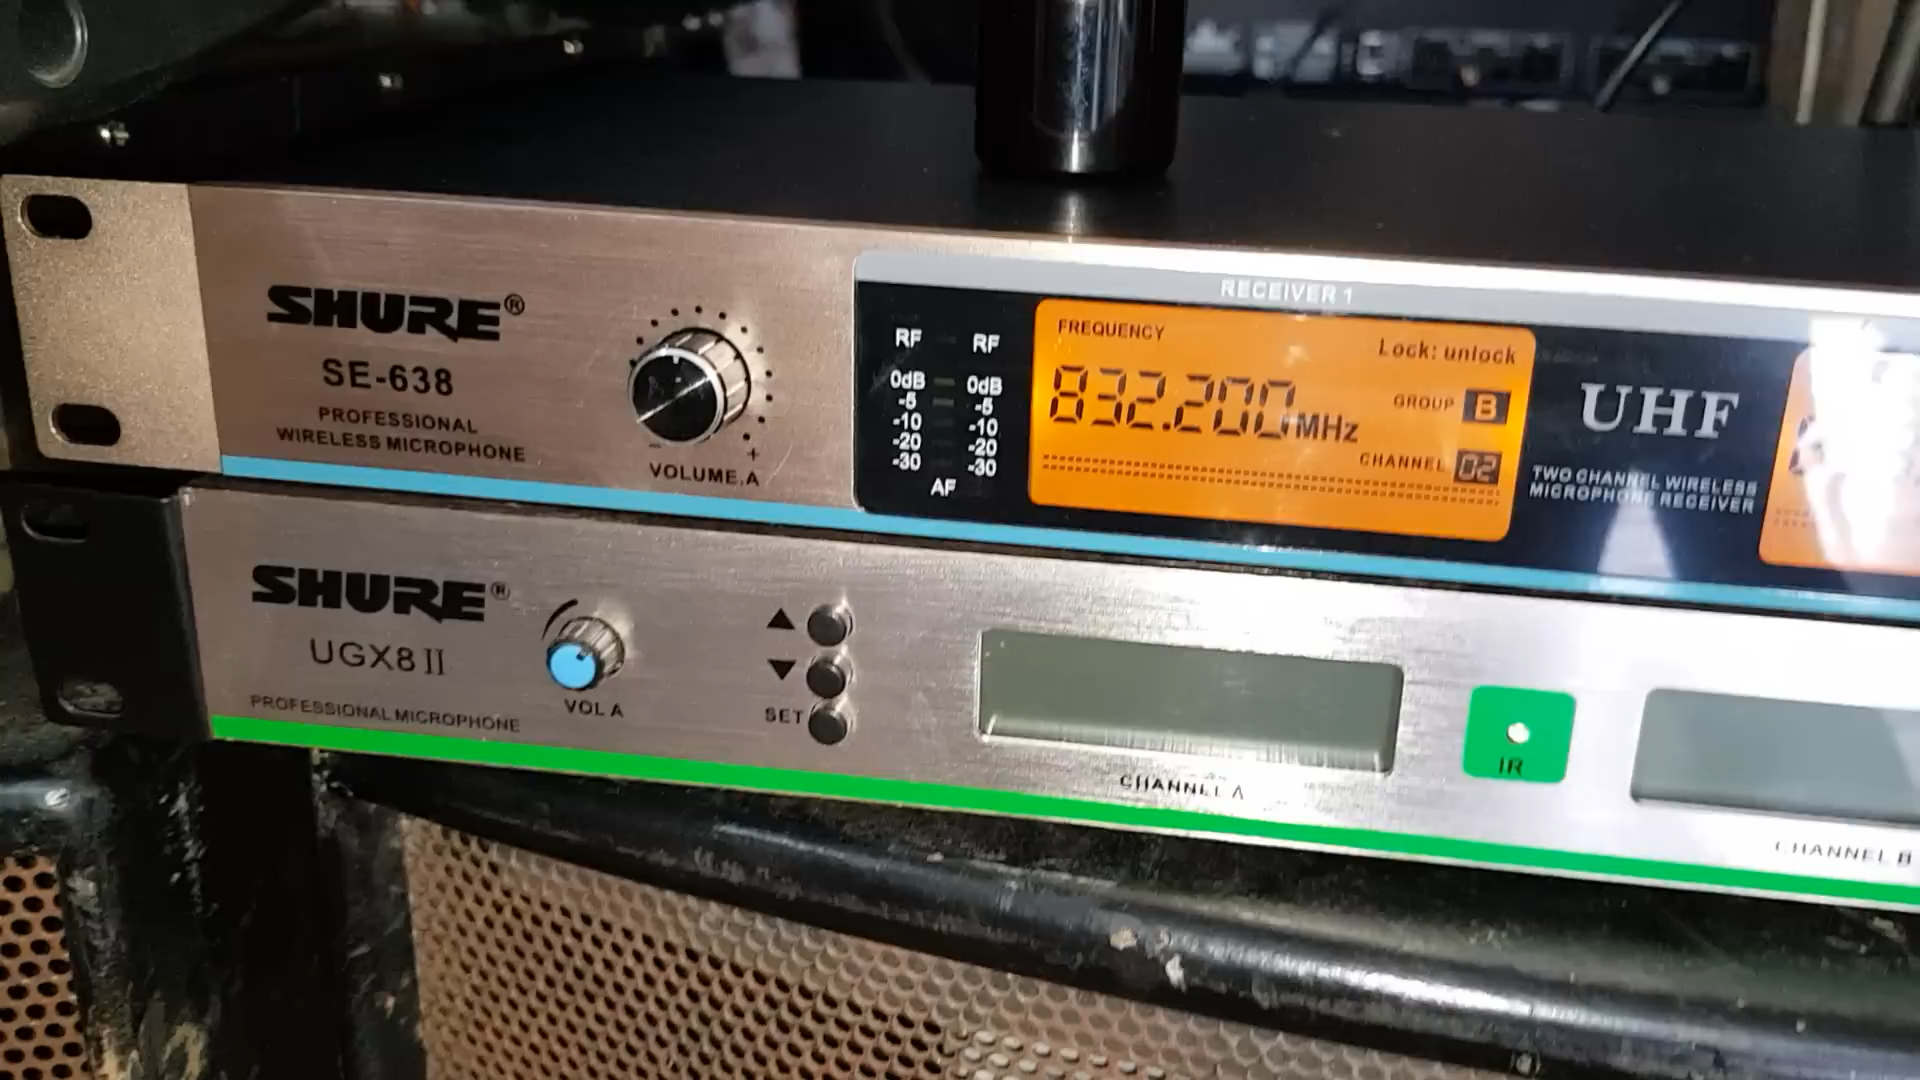 SHURE®
SE-638
PROFESSIONAL
WIRELESS MICROPHONE
VOLUME.A
- +
RECEIVER 1
RF RF
0dB 0dB
-5 -5
-10 -10
-20 -20
-30 -30
AF
FREQUENCY
Lock: unlock
832.200MHz
GROUP B
CHANNEL 02
UHF
TWO CHANNEL WIRELESS
MICROPHONE RECEIVER
SHURE®
UGX8 II
PROFESSIONAL MICROPHONE
VOL A
▲
▼
SET
CHANNEL A
IR
CHANNEL B